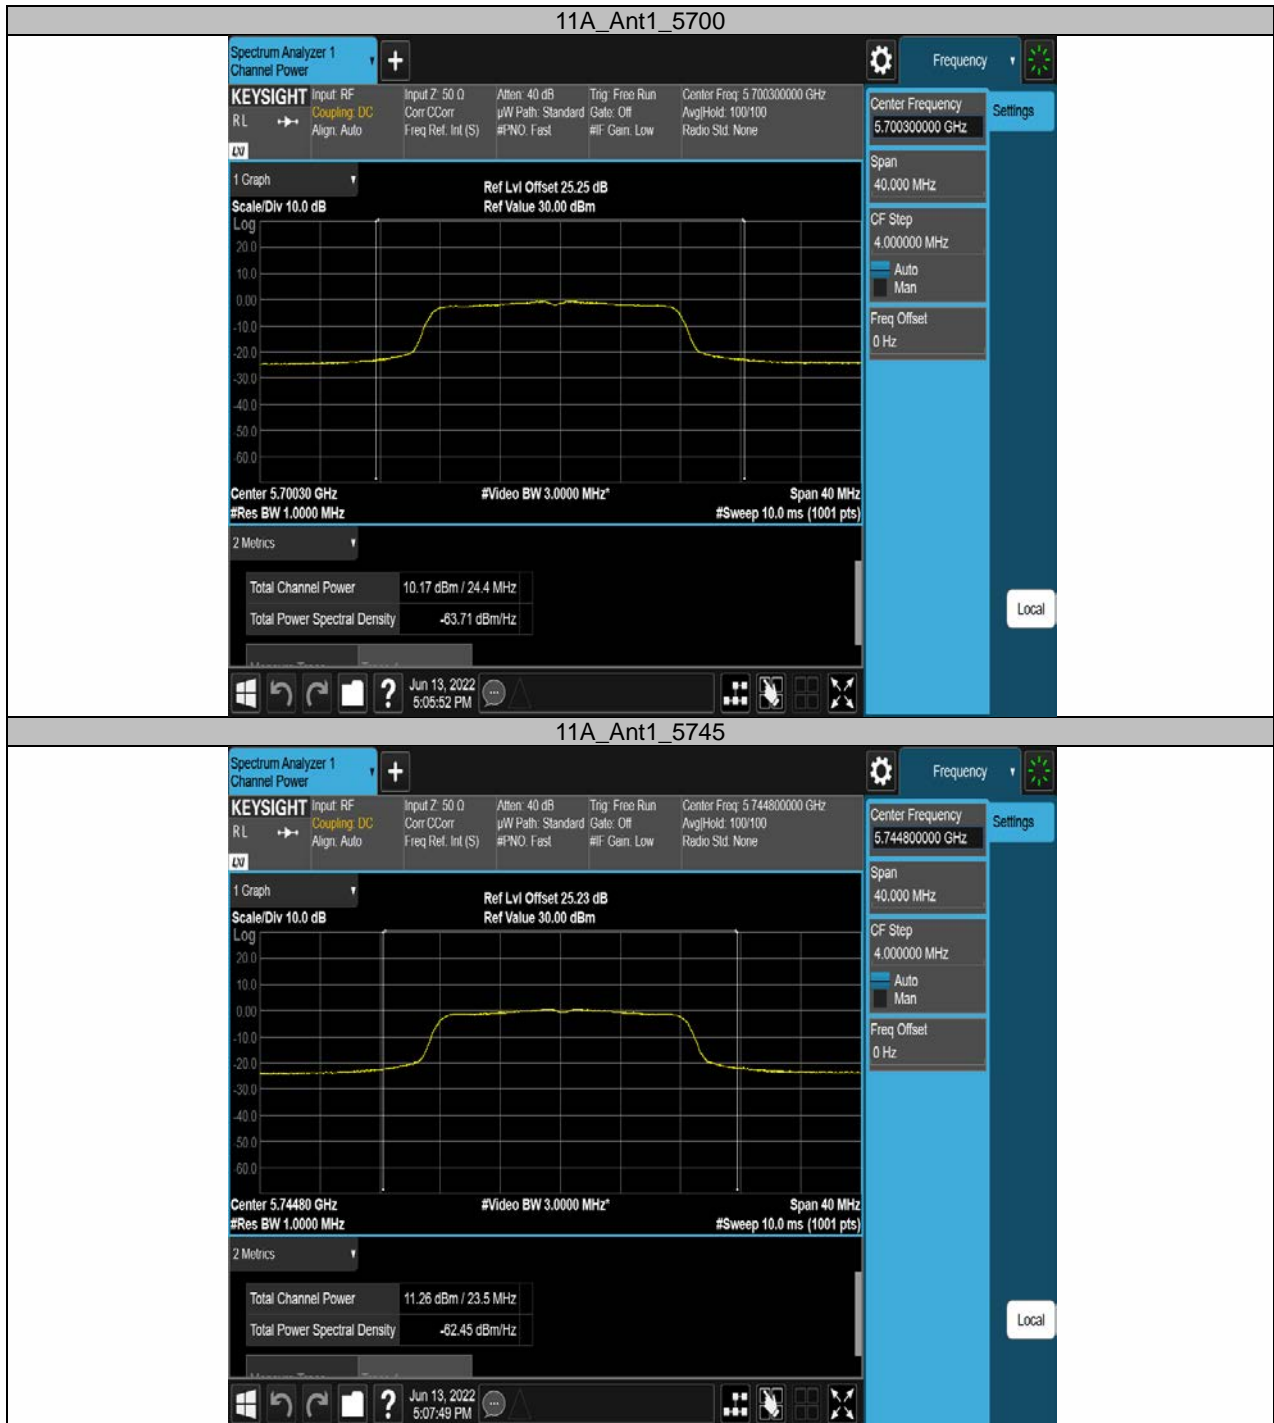 11A_Ant1_5700
Spectrum Analyzer 1
Channel Power
+
Frequency
KEYSIGHT
RL
LXI
Input: RF
Coupling: DC
Align: Auto
Input Z: 50 Ω
Corr CCorr
Freq Ref: Int (S)
Atten: 40 dB
µW Path: Standard
#PNO: Fast
Trig: Free Run
Gate: Off
#IF Gain: Low
Center Freq: 5.700300000 GHz
Avg|Hold: 100/100
Radio Std: None
Center Frequency
5.700300000 GHz
Settings
Span
40.000 MHz
CF Step
4.000000 MHz
Auto
Man
Freq Offset
0 Hz
Local
1 Graph
Scale/Div 10.0 dB
Ref Lvl Offset 25.25 dB
Ref Value 30.00 dBm
Log
20.0
10.0
0.00
-10.0
-20.0
-30.0
-40.0
-50.0
-60.0
Center 5.70030 GHz
#Video BW 3.0000 MHz*
Span 40 MHz
#Res BW 1.0000 MHz
#Sweep 10.0 ms (1001 pts)
2 Metrics
Total Channel Power 10.17 dBm / 24.4 MHz
Total Power Spectral Density -63.71 dBm/Hz
?
Jun 13, 2022
5:05:52 PM
11A_Ant1_5745
Spectrum Analyzer 1
Channel Power
+
Frequency
KEYSIGHT
RL
LXI
Input: RF
Coupling: DC
Align: Auto
Input Z: 50 Ω
Corr CCorr
Freq Ref: Int (S)
Atten: 40 dB
µW Path: Standard
#PNO: Fast
Trig: Free Run
Gate: Off
#IF Gain: Low
Center Freq: 5.744800000 GHz
Avg|Hold: 100/100
Radio Std: None
Center Frequency
5.744800000 GHz
Settings
Span
40.000 MHz
CF Step
4.000000 MHz
Auto
Man
Freq Offset
0 Hz
Local
1 Graph
Scale/Div 10.0 dB
Ref Lvl Offset 25.23 dB
Ref Value 30.00 dBm
Log
20.0
10.0
0.00
-10.0
-20.0
-30.0
-40.0
-50.0
-60.0
Center 5.74480 GHz
#Video BW 3.0000 MHz*
Span 40 MHz
#Res BW 1.0000 MHz
#Sweep 10.0 ms (1001 pts)
2 Metrics
Total Channel Power 11.26 dBm / 23.5 MHz
Total Power Spectral Density -62.45 dBm/Hz
?
Jun 13, 2022
5:07:49 PM